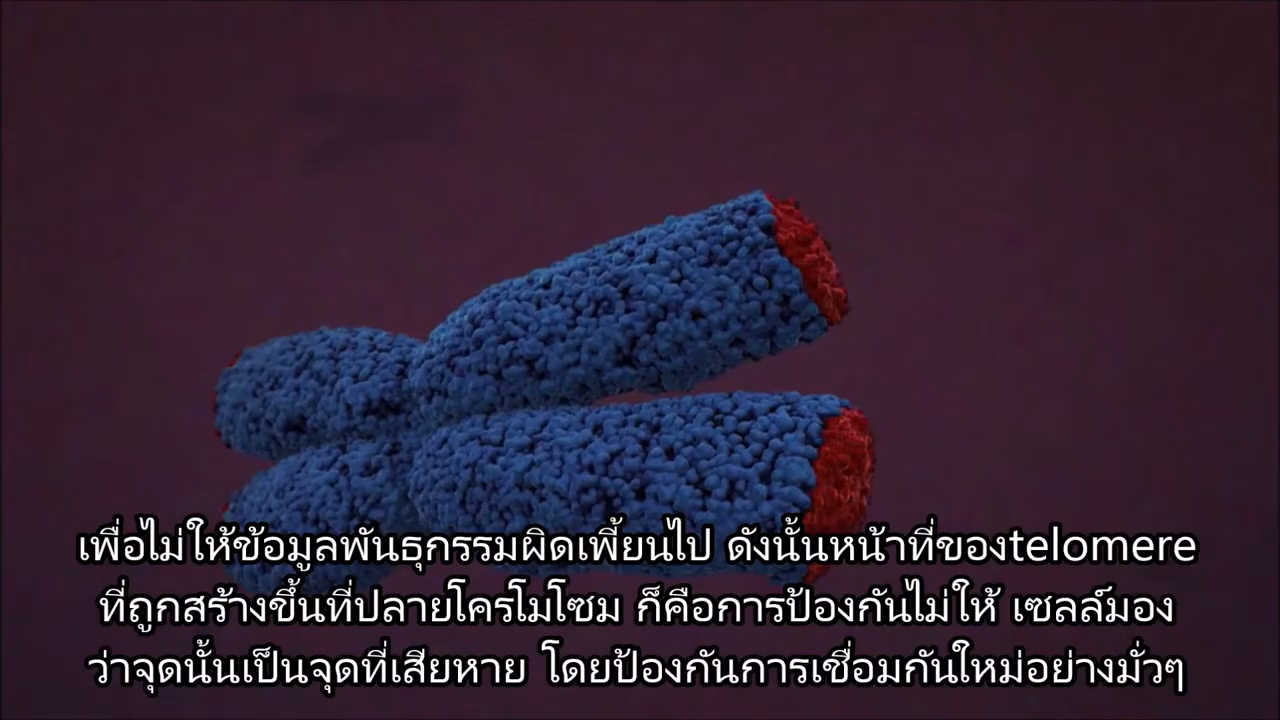 เพื่อไม่ให้ข้อมูลพันธุกรรมผิดเพี้ยนไป ดังนั้นหน้าที่ของtelomere
ที่ถูกสร้างขึ้นที่ปลายโครโมโซม ก็คือการป้องกันไม่ให้ เซลล์มอง
ว่าจุดนั้นเป็นจุดที่เสียหาย โดยป้องกันการเชื่อมกันใหม่อย่างมั่วๆ